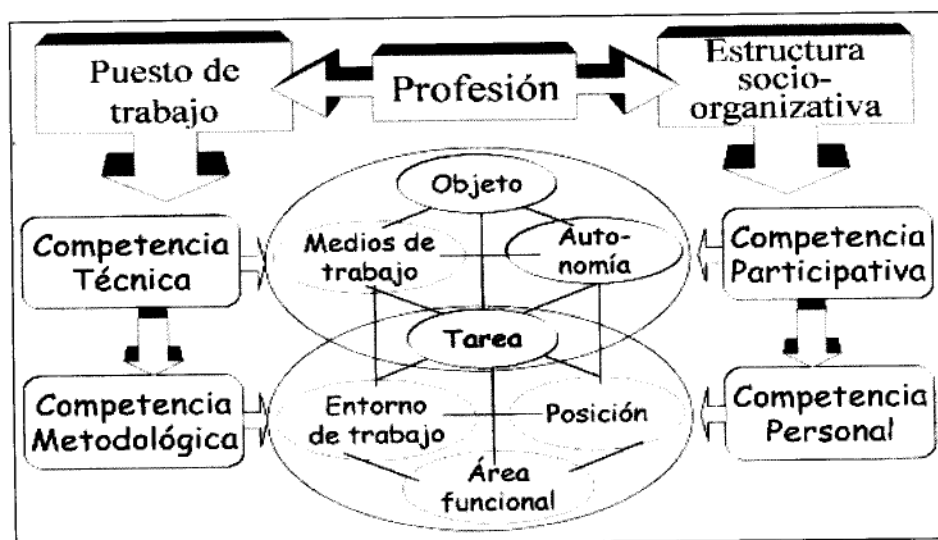 Puesto de
trabajo
Profesión
Estructura
socio-
organizativa
Objeto
Competencia
Técnica
Medios de
trabajo
Auto-
nomía
Competencia
Participativa
Tarea
Competencia
Metodológica
Entorno
de trabajo
Posición
Competencia
Personal
Área
funcional